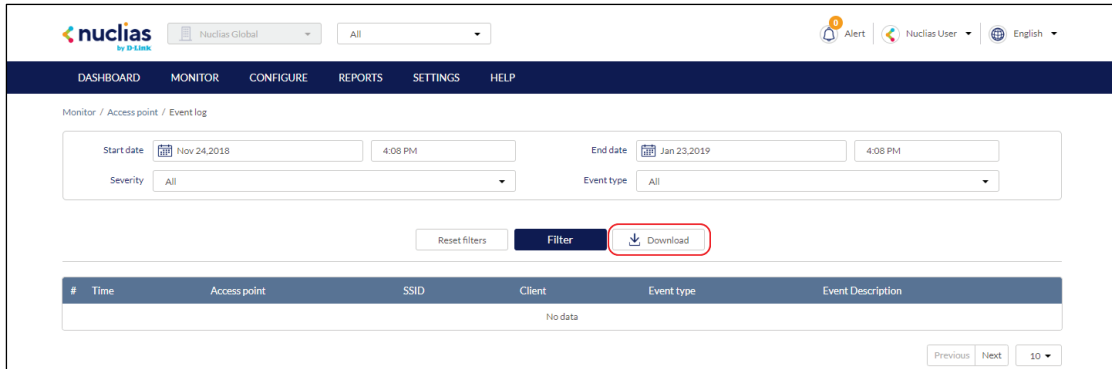 nuclias Nuclias Global All 0 Alert Nuclias User English
by D-Link
DASHBOARD MONITOR CONFIGURE REPORTS SETTINGS HELP
Monitor / Access point / Event log
Start date Nov 24,2018 4:08 PM End date Jan 23,2019 4:08 PM
Severity All Event type All
Reset filters Filter Download
# Time Access point SSID Client Event type Event Description
No data
Previous Next 10